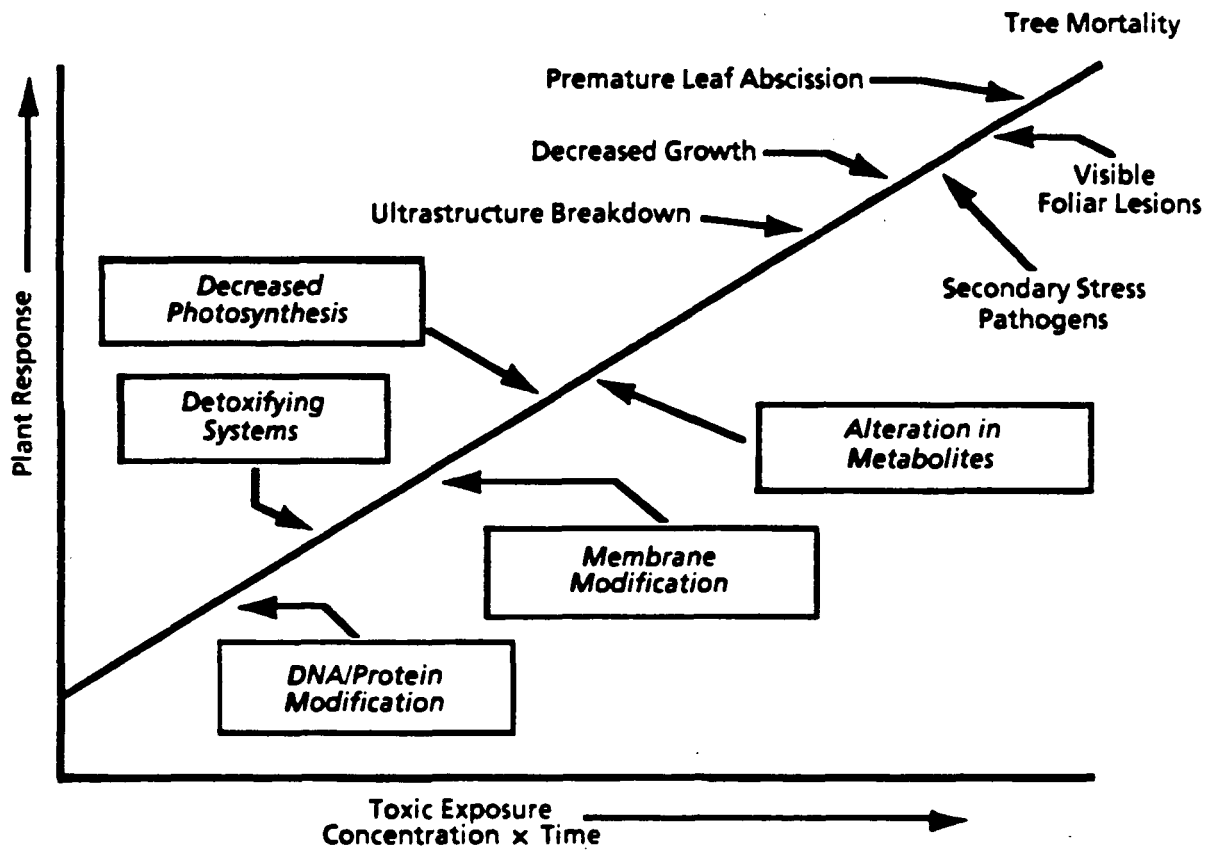 Tree Mortality
Premature Leaf Abscission
Decreased Growth
Visible
Foliar Lesions
Ultrastructure Breakdown
Secondary Stress
Pathogens
Decreased
Photosynthesis
Detoxifying
Systems
Alteration in
Metabolites
Membrane
Modification
DNA/Protein
Modification
Plant Response
Toxic Exposure
Concentration x Time